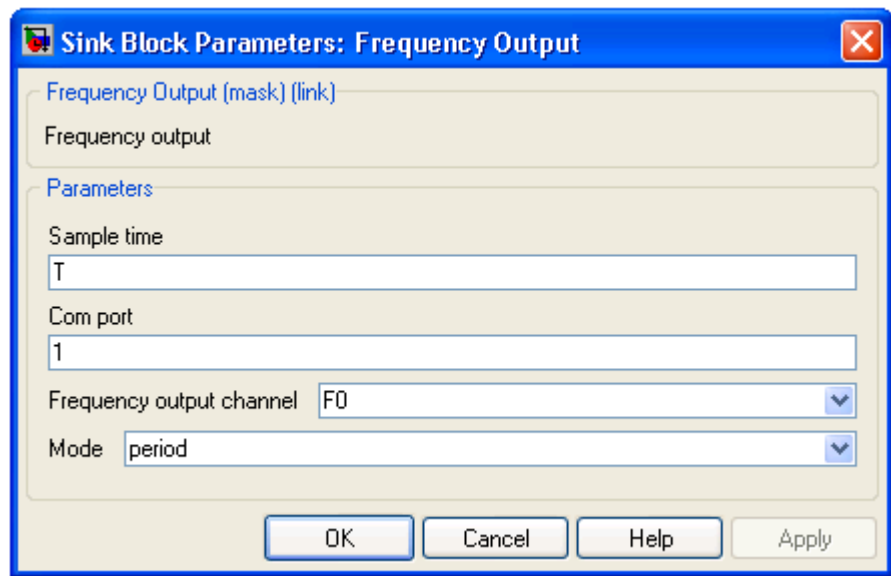 Sink Block Parameters: Frequency Output
Frequency Output (mask) (link)
Frequency output
Parameters
Sample time
T
Com port
1
Frequency output channel F0
Mode period
OK Cancel Help Apply